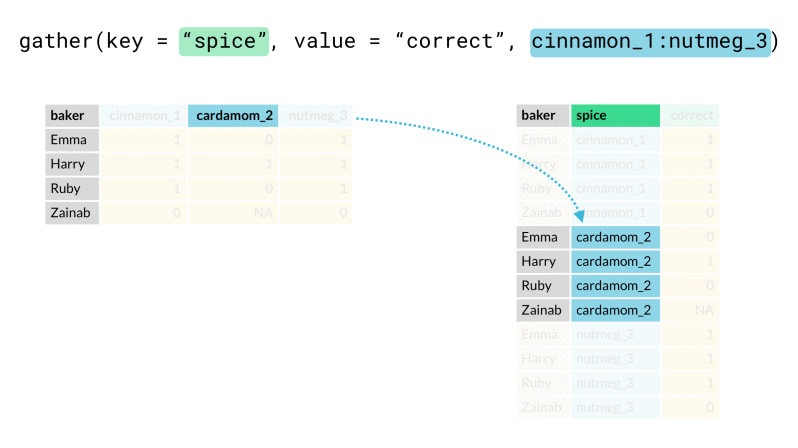 gather(key = “spice”, value = “correct”, cinnamon_1:nutmeg_3)
baker cinnamon_1 cardamom_2 nutmeg_3
Emma 1 0 1
Harry 1 1 1
Ruby 1 0 1
Zainab 0 NA 0
baker spice correct
Emma cinnamon_1 1
Harry cinnamon_1 1
Ruby cinnamon_1 1
Zainab cinnamon_1 0
Emma cardamom_2 0
Harry cardamom_2 1
Ruby cardamom_2 0
Zainab cardamom_2 NA
Emma nutmeg_3 1
Harry nutmeg_3 1
Ruby nutmeg_3 1
Zainab nutmeg_3 0